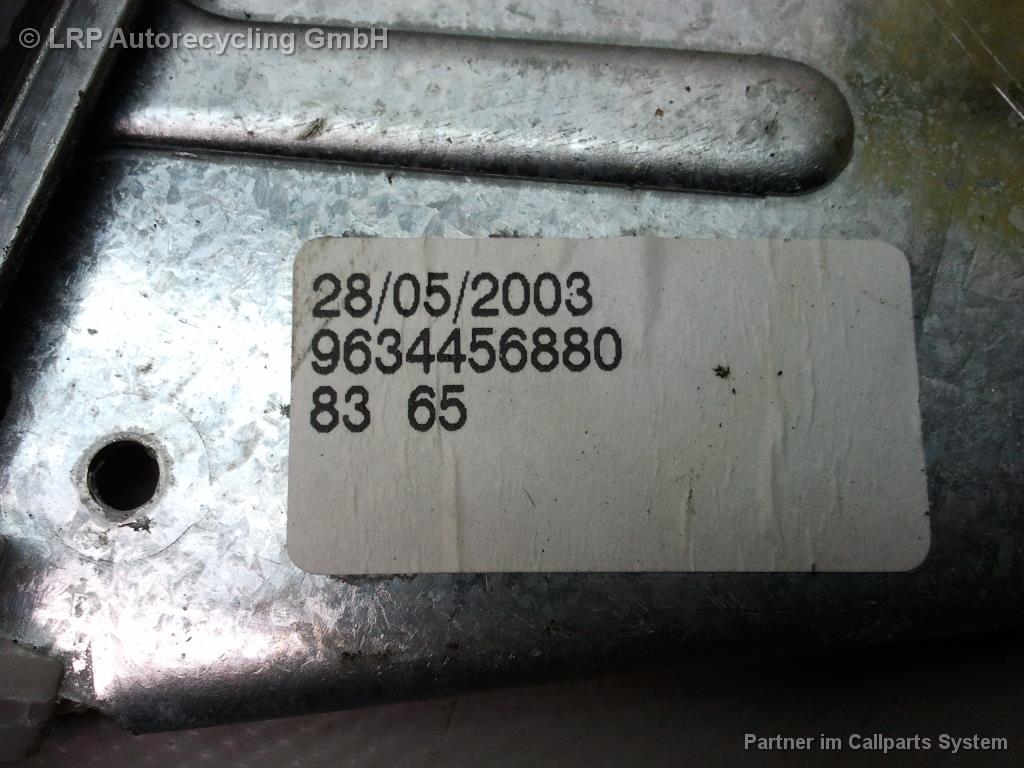 © LRP Autorecycling GmbH
28/05/2003
9634456880
83 65
Partner im Callparts System